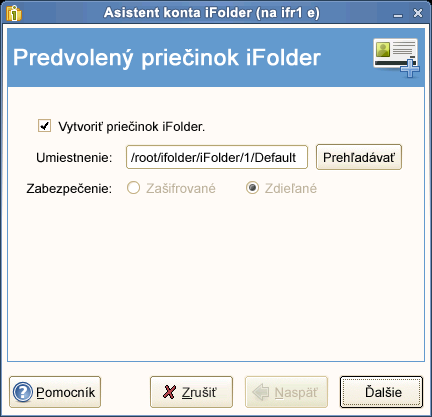 Asistent konta iFolder (na ifr1 e)
Predvolený priečinok iFolder
Vytvoriť priečinok iFolder.
Umiestnenie: /root/ifolder/iFolder/1/Default Prehľadávať
Zabezpečenie: Zašifrované Zdieľané
Pomocník Zrušiť Naspäť Ďalšie